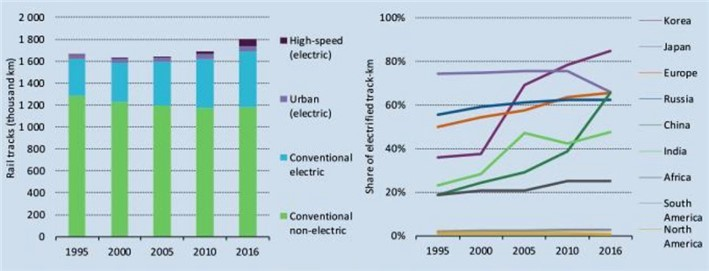 Rail tracks (thousand km)
2 000
1 800
1 600
1 400
1 200
1 000
800
600
400
200
0
1995
2000
2005
2010
2016
High-speed
(electric)
Urban
(electric)
Conventional
electric
Conventional
non-electric
Share of electrified track-km
100%
80%
60%
40%
20%
0%
1995
2000
2005
2010
2016
Korea
Japan
Europe
Russia
China
India
Africa
South
America
North
America